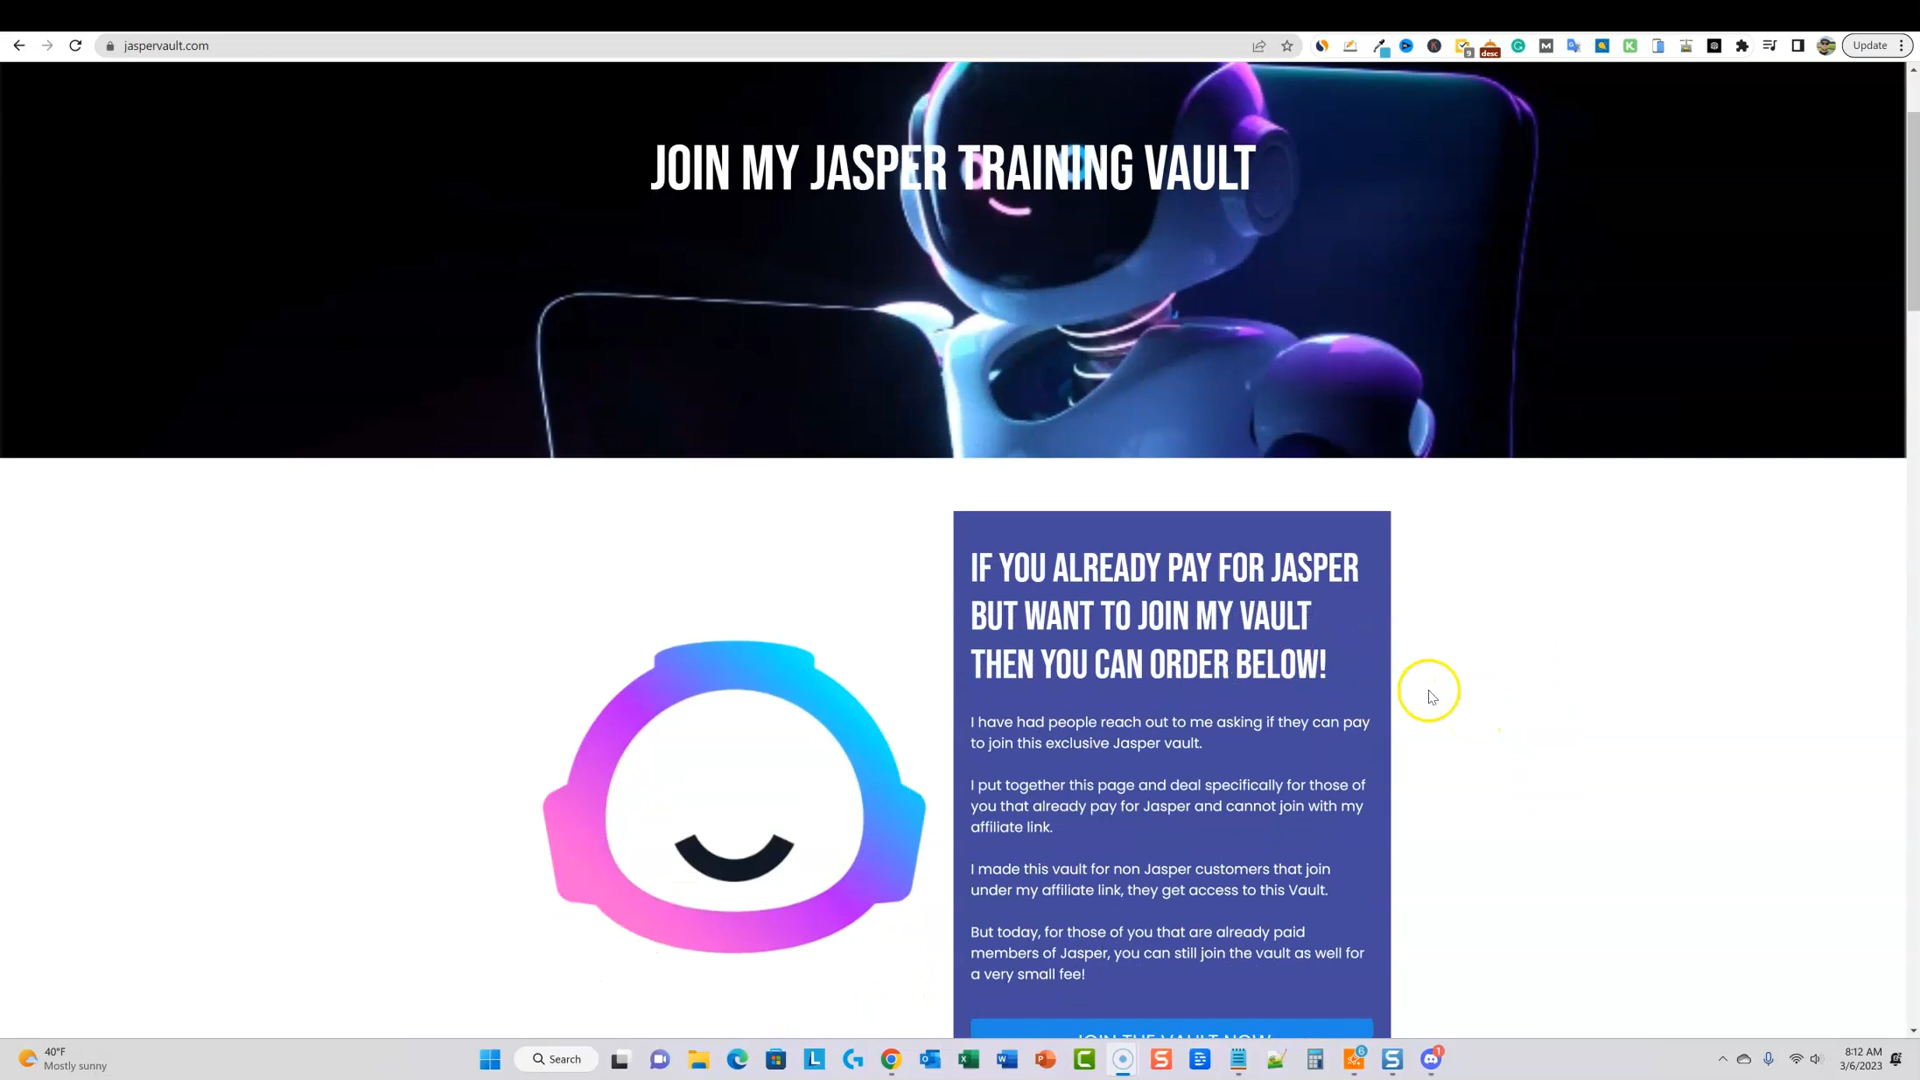 jaspervault.com
Update
9
desc
JOIN MY JASPER TRAINING VAULT
IF YOU ALREADY PAY FOR JASPER
BUT WANT TO JOIN MY VAULT
THEN YOU CAN ORDER BELOW!
I have had people reach out to me asking if they can pay
to join this exclusive Jasper vault.
I put together this page and deal specifically for those of
you that already pay for Jasper and cannot join with my
affiliate link.
I made this vault for non Jasper customers that join
under my affiliate link, they get access to this Vault.
But today, for those of you that are already paid
members of Jasper, you can still join the vault as well for
a very small fee!
JOIN THE VAULT NOW
40°F
Mostly sunny
Search
8:12 AM
3/6/2023